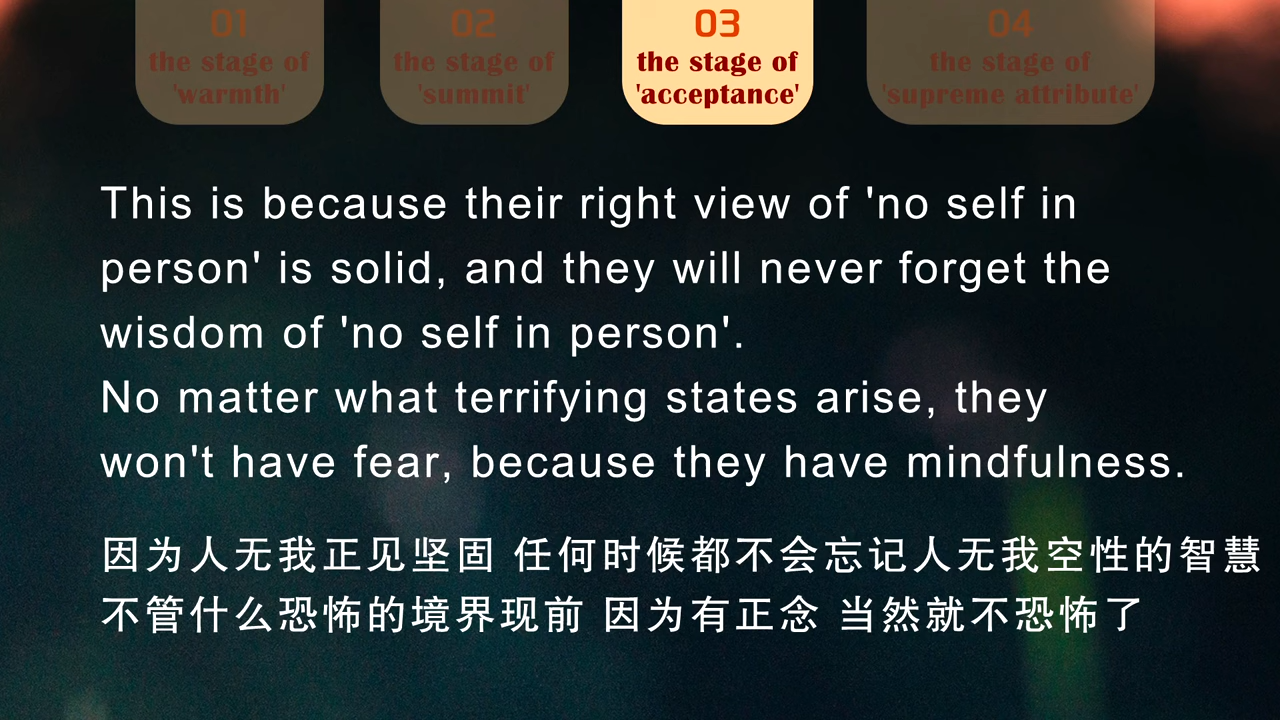 01
the stage of
'warmth'
02
the stage of
'summit'
03
the stage of
'acceptance'
04
the stage of
'supreme attribute'
This is because their right view of 'no self in
person' is solid, and they will never forget the
wisdom of 'no self in person'.
No matter what terrifying states arise, they
won't have fear, because they have mindfulness.
因为人无我正见坚固 任何时候都不会忘记人无我空性的智慧
不管什么恐怖的境界现前 因为有正念 当然就不恐怖了